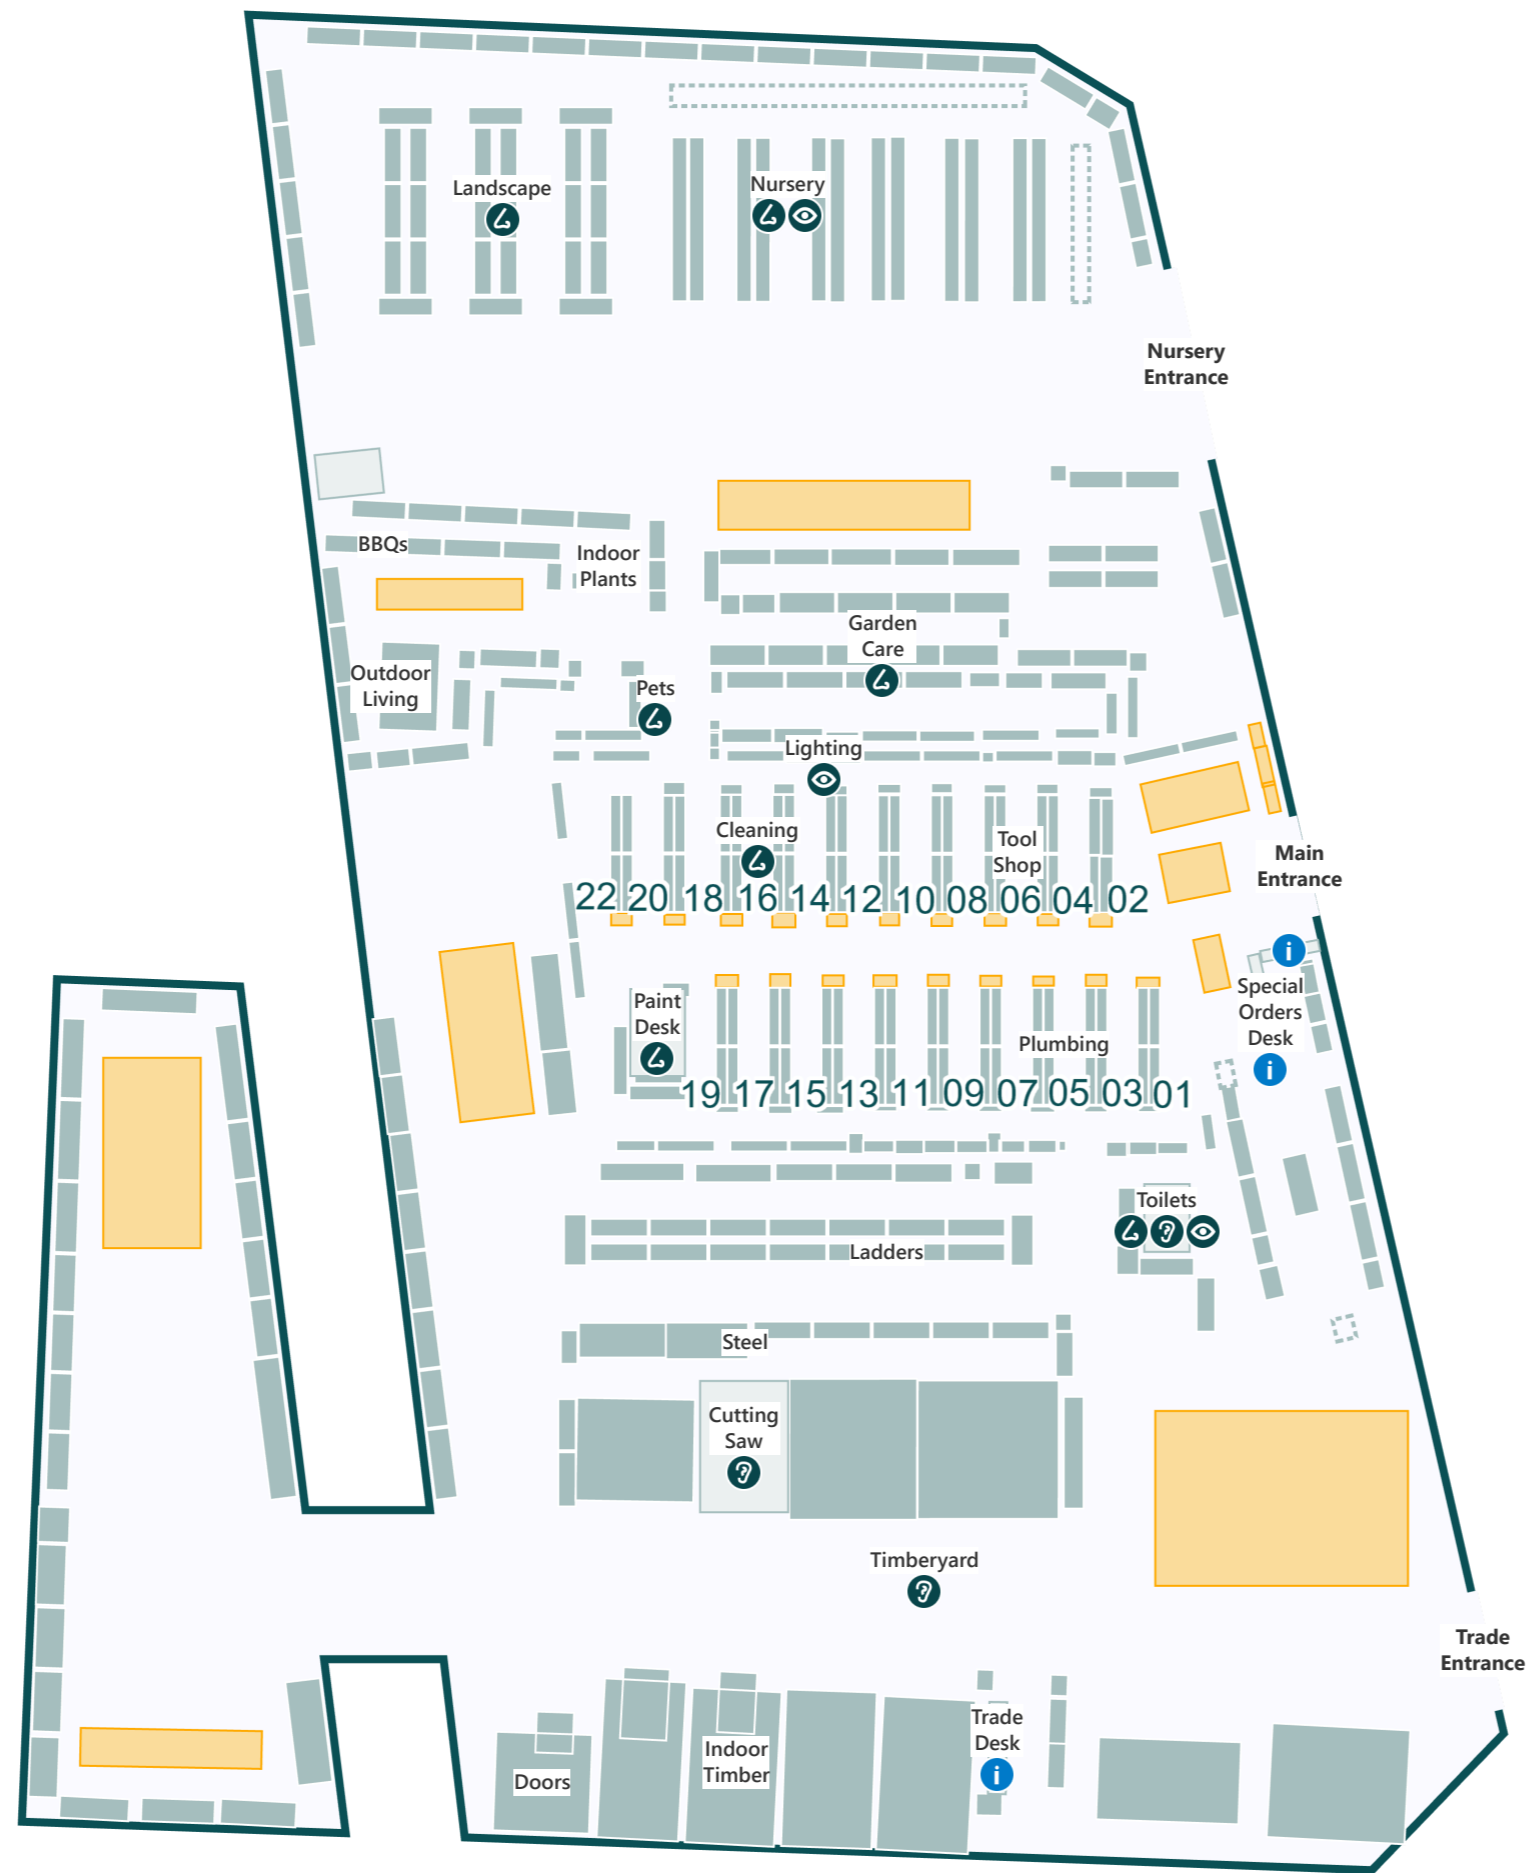 Landscape
Nursery
Nursery
Entrance
BBQs
Indoor
Plants
Garden
Care
Outdoor
Living
Pets
Lighting
Cleaning
Tool
Shop
Main
Entrance
22 20 18 16 14 12 10 08 06 04 02
Special
Orders
Desk
Paint
Desk
Plumbing
19 17 15 13 11 09 07 05 03 01
Toilets
Ladders
Steel
Cutting
Saw
Timberyard
Trade
Entrance
Trade
Desk
Indoor
Timber
Doors